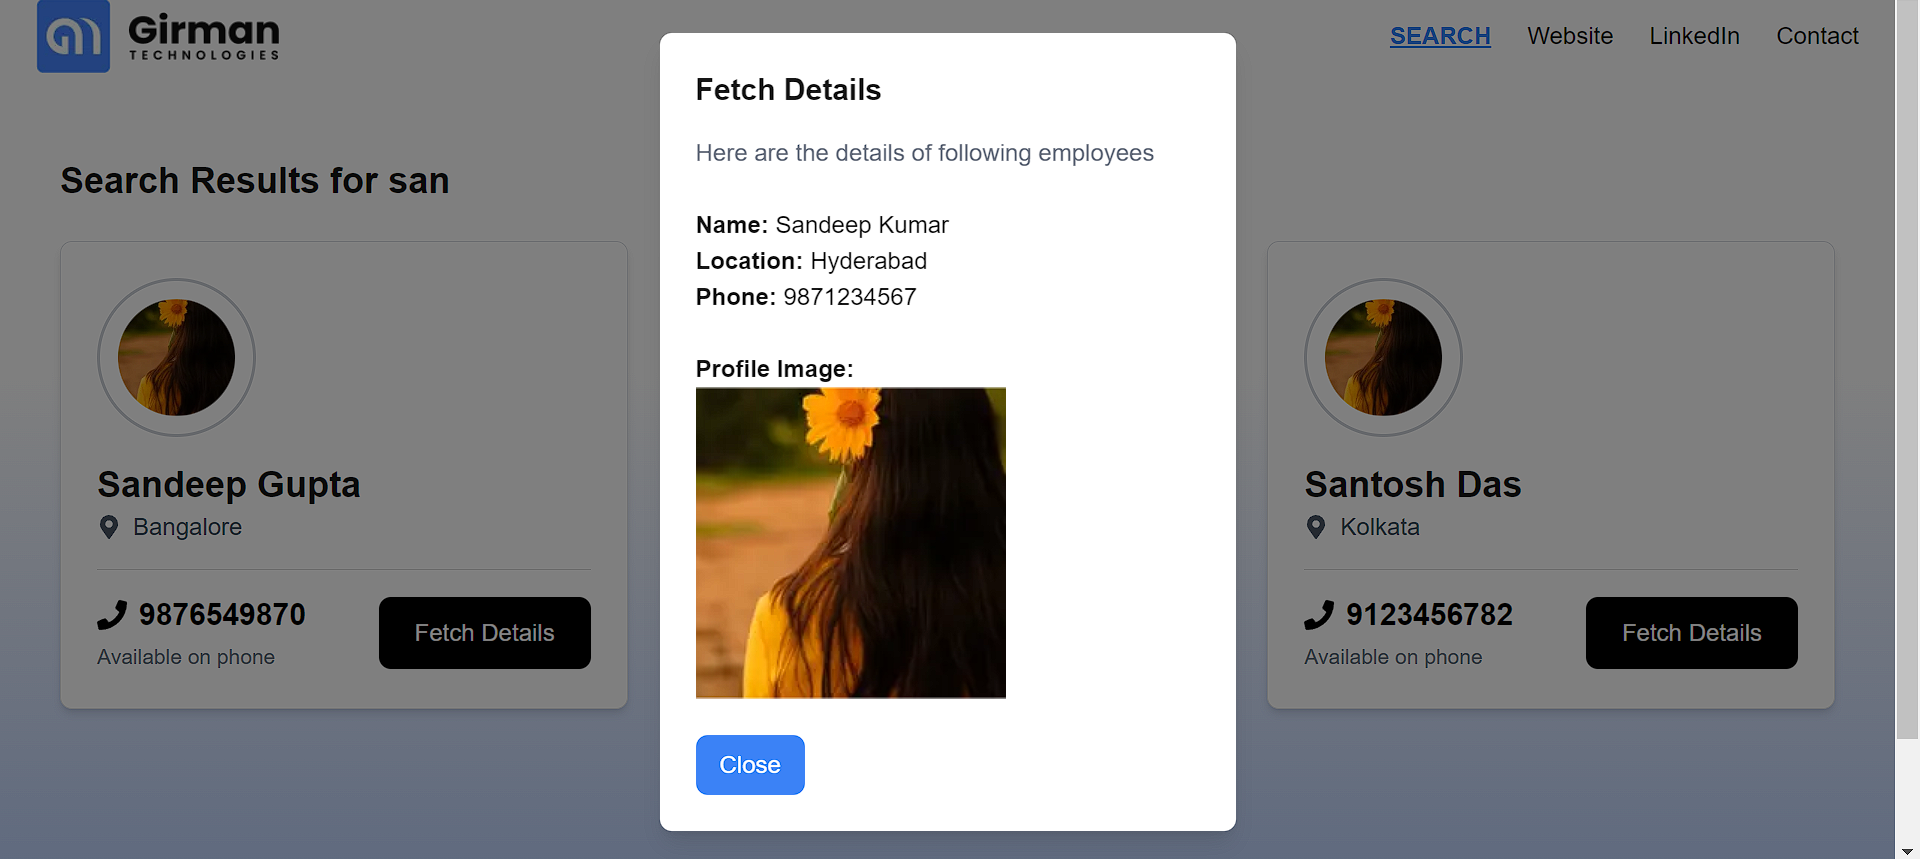 Girman
TECHNOLOGIES
SEARCH Website LinkedIn Contact
Search Results for san
Sandeep Gupta
Bangalore
9876549870
Available on phone
Fetch Details
Fetch Details
Here are the details of following employees
Name: Sandeep Kumar
Location: Hyderabad
Phone: 9871234567
Profile Image:
Close
Santosh Das
Kolkata
9123456782
Available on phone
Fetch Details